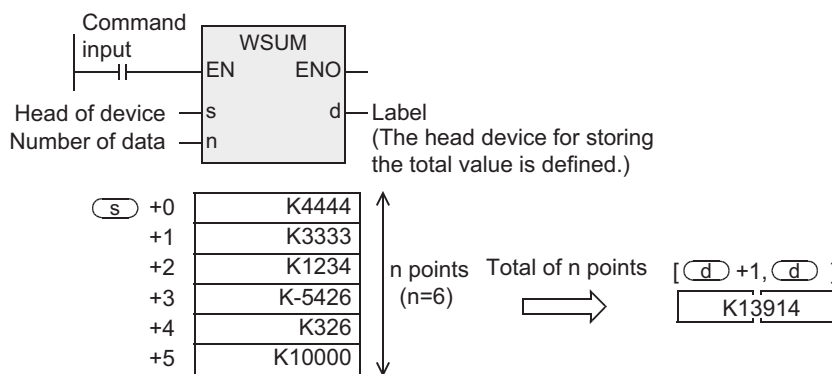 Command
input
WSUM
EN ENO
Head of device s d Label
Number of data n (The head device for storing
the total value is defined.)
s +0 K4444
+1 K3333
+2 K1234 n points Total of n points [ d +1, d ]
+3 K-5426 (n=6) K13914
+4 K326
+5 K10000